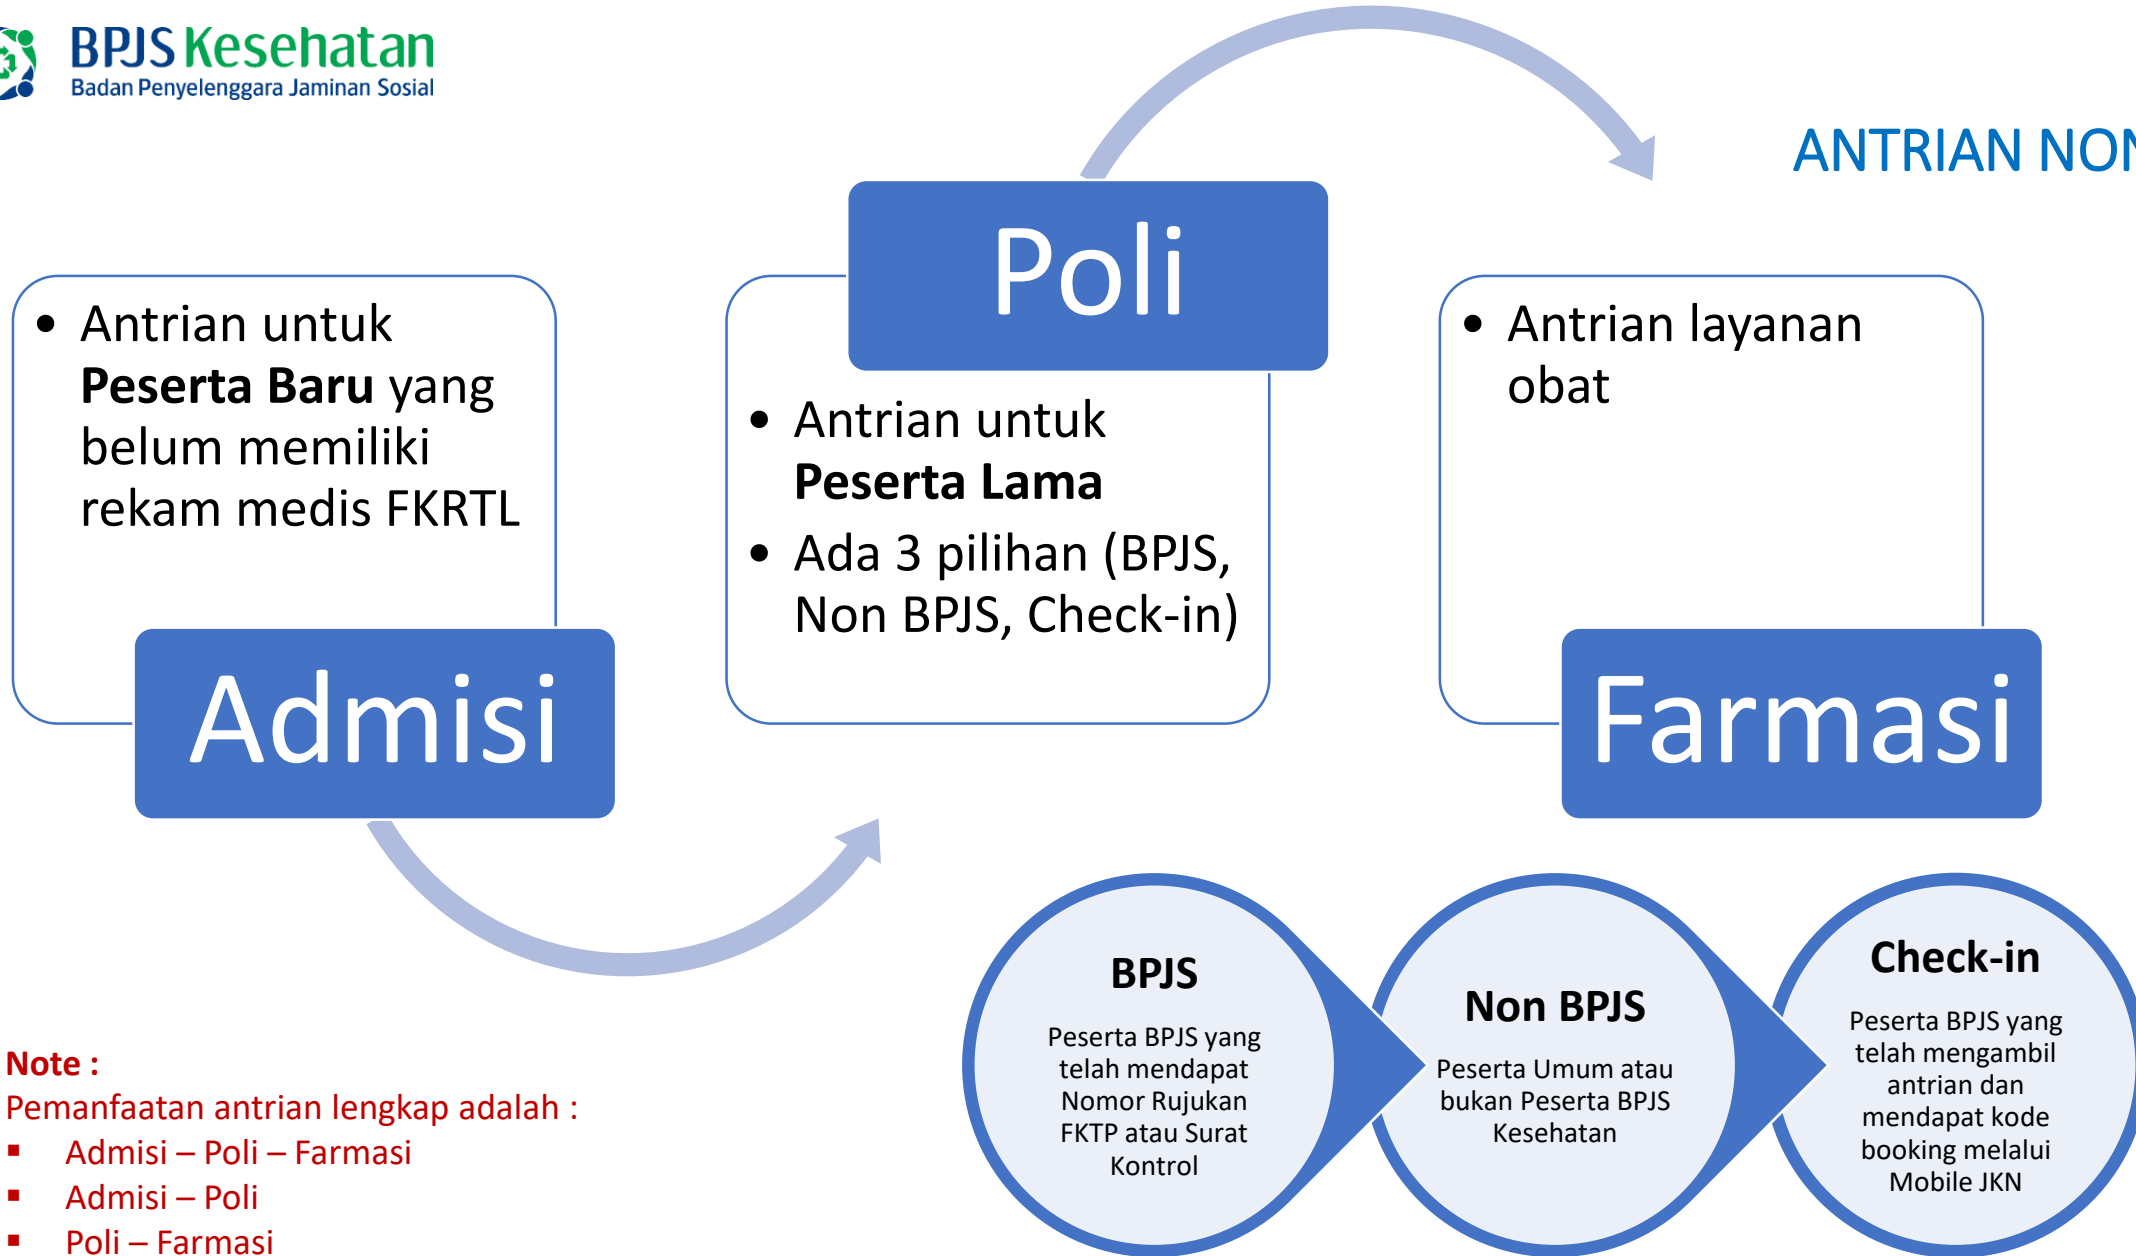 BPJS Kesehatan
Badan Penyelenggara Jaminan Sosial
ANTRIAN NON
• Antrian untuk
Peserta Baru yang
belum memiliki
rekam medis FKRTL
Admisi
Poli
• Antrian untuk
Peserta Lama
• Ada 3 pilihan (BPJS,
Non BPJS, Check-in)
• Antrian layanan
obat
Farmasi
BPJS
Peserta BPJS yang
telah mendapat
Nomor Rujukan
FKTP atau Surat
Kontrol
Non BPJS
Peserta Umum atau
bukan Peserta BPJS
Kesehatan
Check-in
Peserta BPJS yang
telah mengambil
antrian dan
mendapat kode
booking melalui
Mobile JKN
Note :
Pemanfaatan antrian lengkap adalah :
▪ Admisi – Poli – Farmasi
▪ Admisi – Poli
▪ Poli – Farmasi